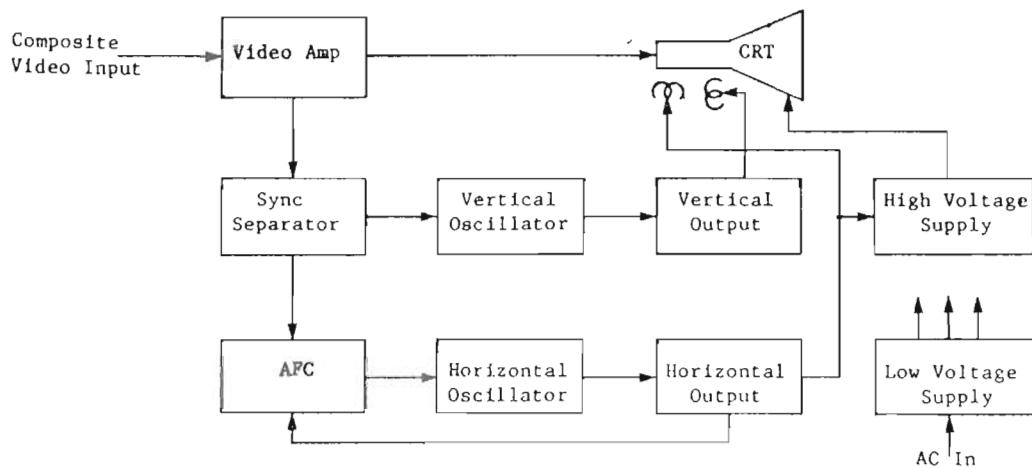 Composite
Video Input
Video Amp
CRT
Sync
Separator
Vertical
Oscillator
Vertical
Output
High Voltage
Supply
AFC
Horizontal
Oscillator
Horizontal
Output
Low Voltage
Supply
AC In